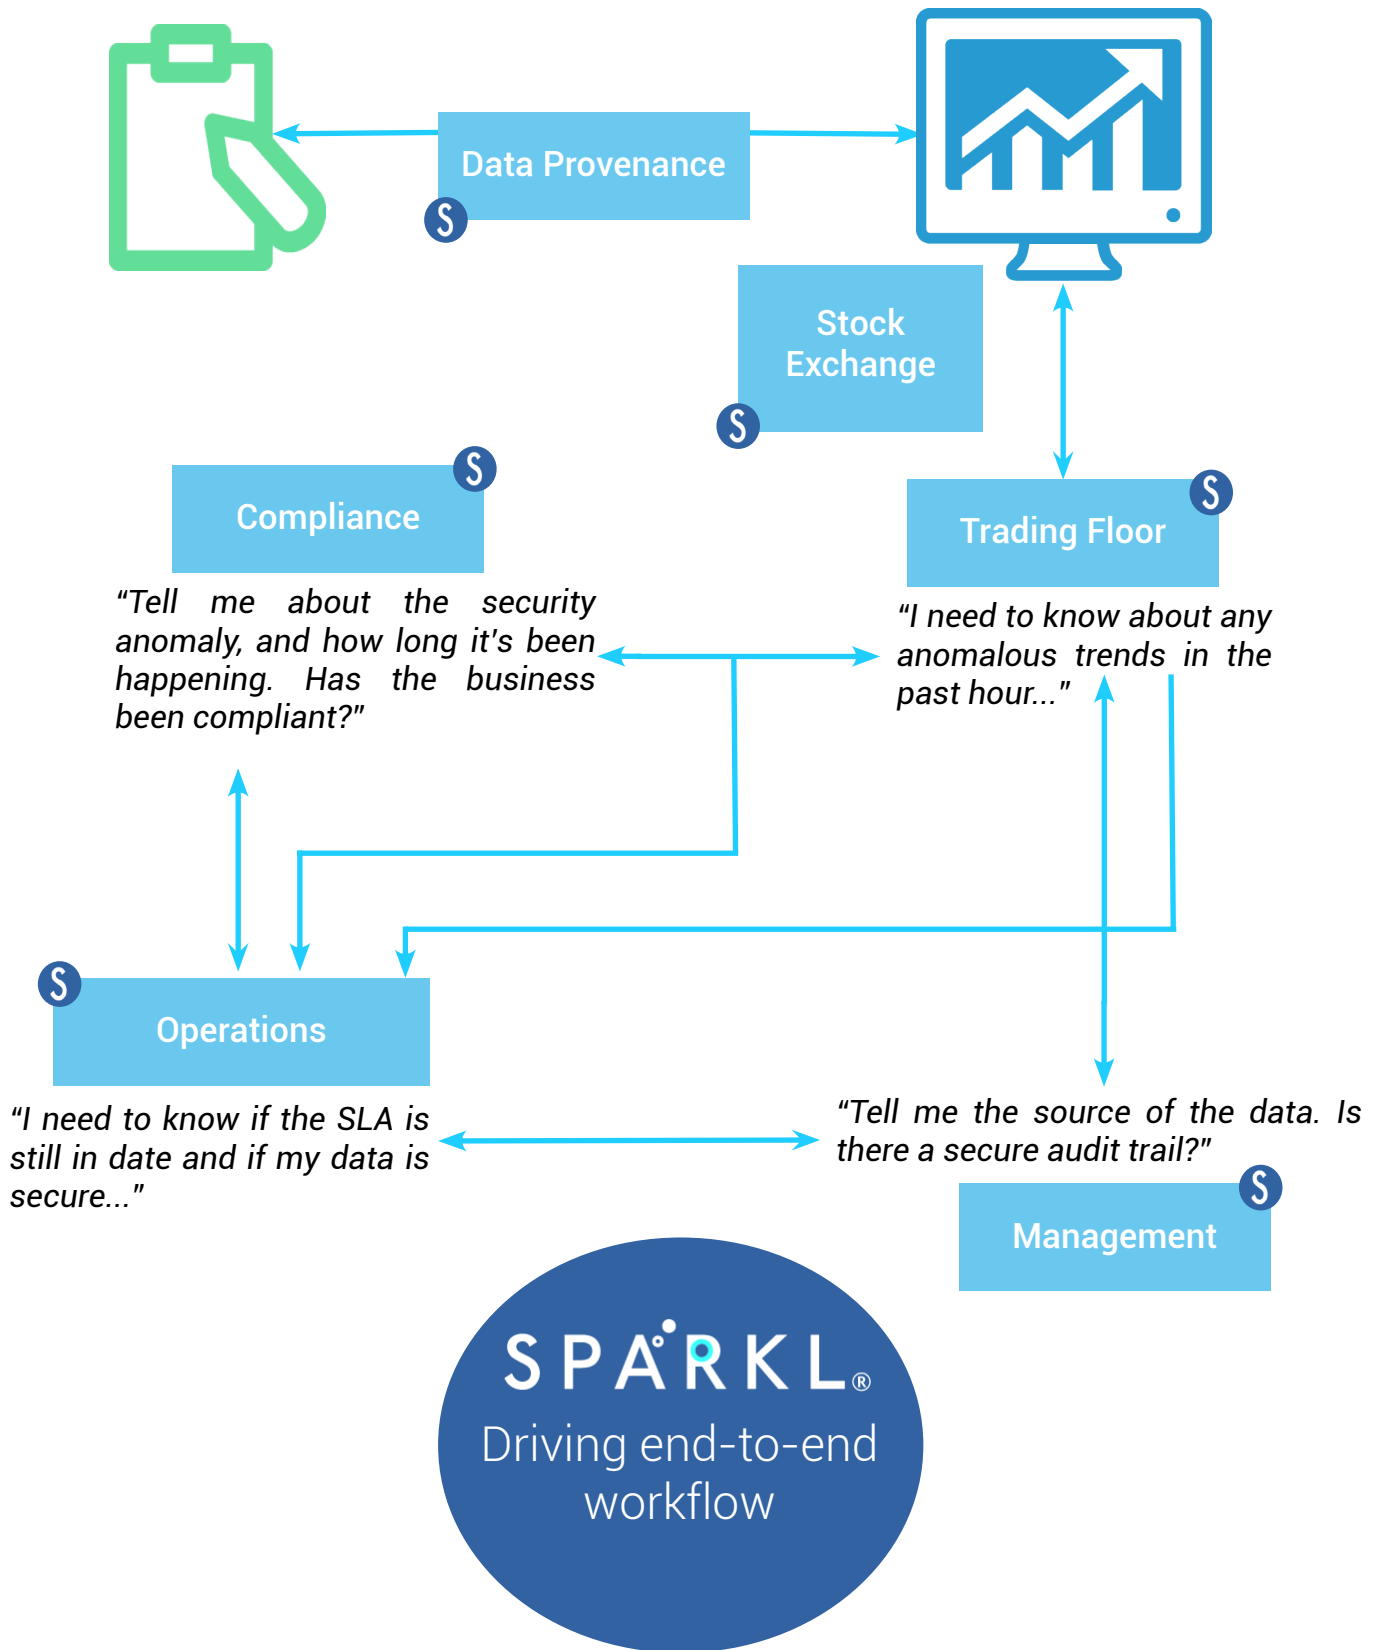 Data Provenance
S
Stock
Exchange
S
S
Compliance
S
Trading Floor
“Tell me about the security
anomaly, and how long it's been
happening. Has the business
been compliant?”
“I need to know about any
anomalous trends in the
past hour...”
S
Operations
“I need to know if the SLA is
still in date and if my data is
secure...”
“Tell me the source of the data. Is
there a secure audit trail?”
S
Management
SPARKL®
Driving end-to-end
workflow